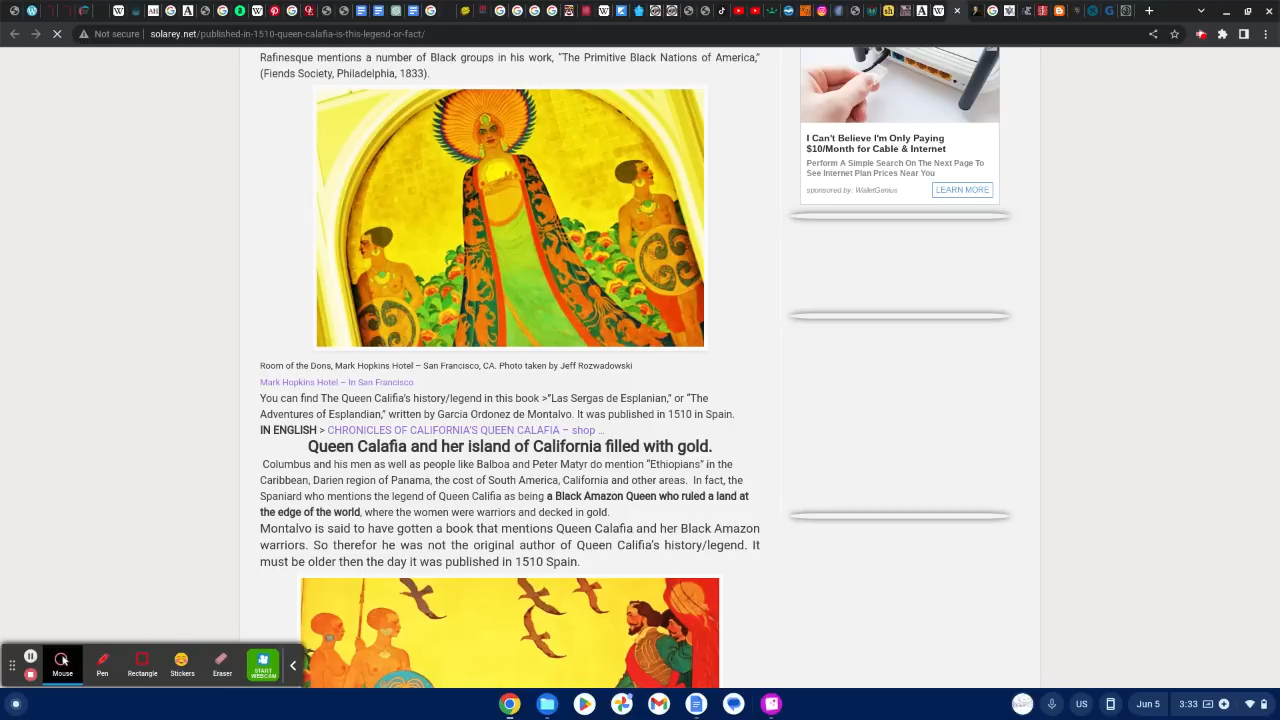 Not secure | solarey.net/published-in-1510-queen-calafia-is-this-legend-or-fact/
Rafinesque mentions a number of Black groups in his work, “The Primitive Black Nations of America,”
(Fiends Society, Philadelphia, 1833).
Room of the Dons, Mark Hopkins Hotel – San Francisco, CA. Photo taken by Jeff Rozwadowski
Mark Hopkins Hotel – In San Francisco
You can find The Queen Califia’s history/legend in this book >”Las Sergas de Esplanian,” or “The
Adventures of Esplandian,” written by Garcia Ordonez de Montalvo. It was published in 1510 in Spain.
IN ENGLISH > CHRONICLES OF CALIFORNIA’S QUEEN CALAFIA – shop …
Queen Calafia and her island of California filled with gold.
Columbus and his men as well as people like Balboa and Peter Matyr do mention “Ethiopians” in the
Caribbean, Darien region of Panama, the cost of South America, California and other areas. In fact, the
Spaniard who mentions the legend of Queen Califia as being a Black Amazon Queen who ruled a land at
the edge of the world, where the women were warriors and decked in gold.
Montalvo is said to have gotten a book that mentions Queen Calafia and her Black Amazon
warriors. So therefor he was not the original author of Queen Califia’s history/legend. It
must be older then the day it was published in 1510 Spain.
I Can't Believe I'm Only Paying
$10/Month for Cable & Internet
Perform A Simple Search On The Next Page To
See Internet Plan Prices Near You
sponsored by: WalletGenius
LEARN MORE
Mouse
Pen
Rectangle
Stickers
Eraser
START
WEBCAM
US
Jun 5
3:33